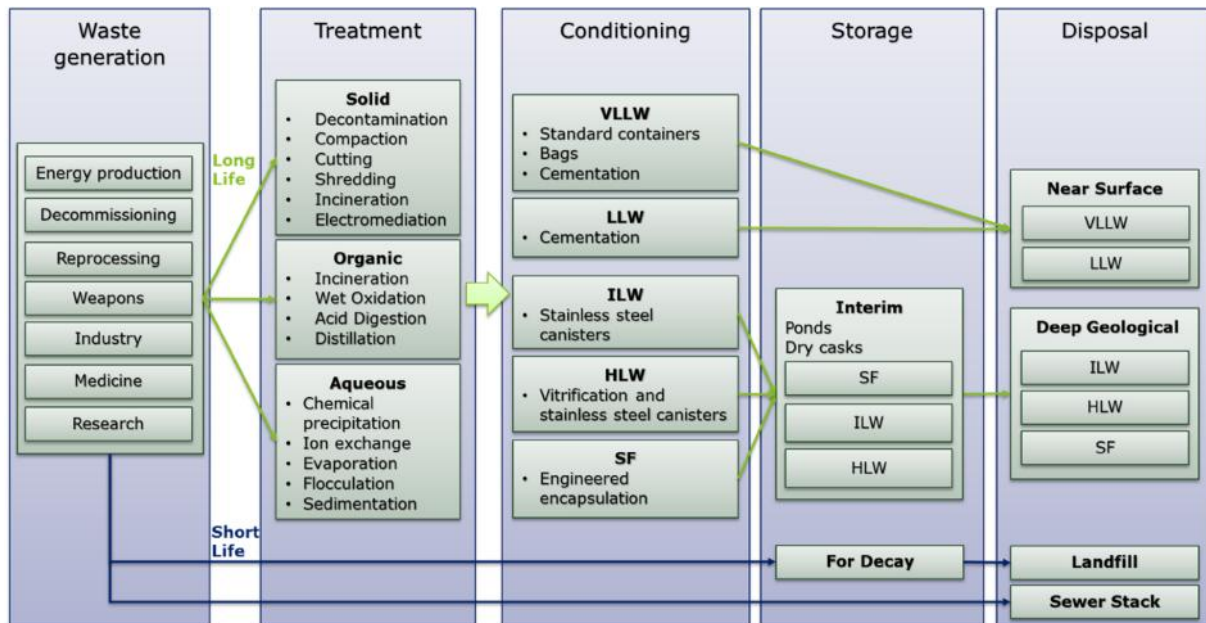 Waste
generation
Energy production
Decommissioning
Reprocessing
Weapons
Industry
Medicine
Research
Long
Life
Short
Life
Treatment
Solid
• Decontamination
• Compaction
• Cutting
• Shredding
• Incineration
• Electromediation
Organic
• Incineration
• Wet Oxidation
• Acid Digestion
• Distillation
Aqueous
• Chemical
precipitation
• Ion exchange
• Evaporation
• Flocculation
• Sedimentation
Conditioning
VLLW
• Standard containers
• Bags
• Cementation
LLW
• Cementation
ILW
• Stainless steel
canisters
HLW
• Vitrification and
stainless steel canisters
SF
• Engineered
encapsulation
Storage
Interim
Ponds
Dry casks
SF
ILW
HLW
For Decay
Disposal
Near Surface
VLLW
LLW
Deep Geological
ILW
HLW
SF
Landfill
Sewer Stack